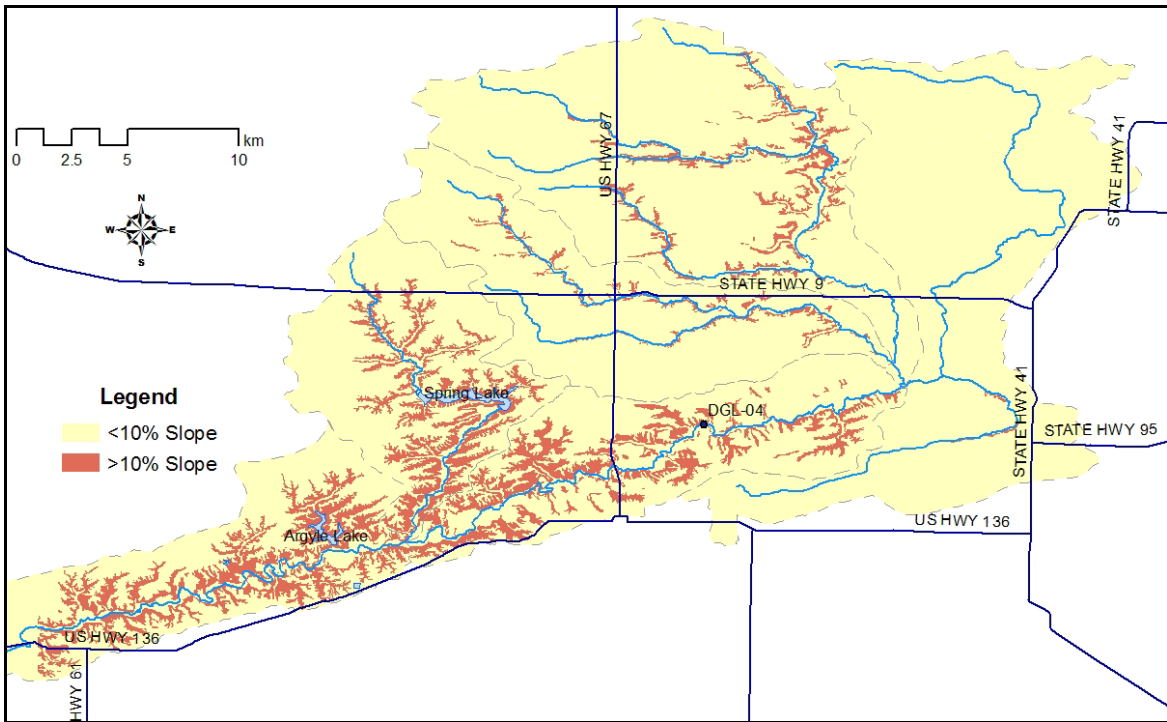 US HWY 67
STATE HWY 41
km
0 2.5 5 10
N
W E
S
STATE HWY 9
Spring Lake
Legend
<10% Slope
>10% Slope
DGL-04
STATE HWY 41
STATE HWY 95
US HWY 136
Argyle Lake
US HWY 136
HWY 61